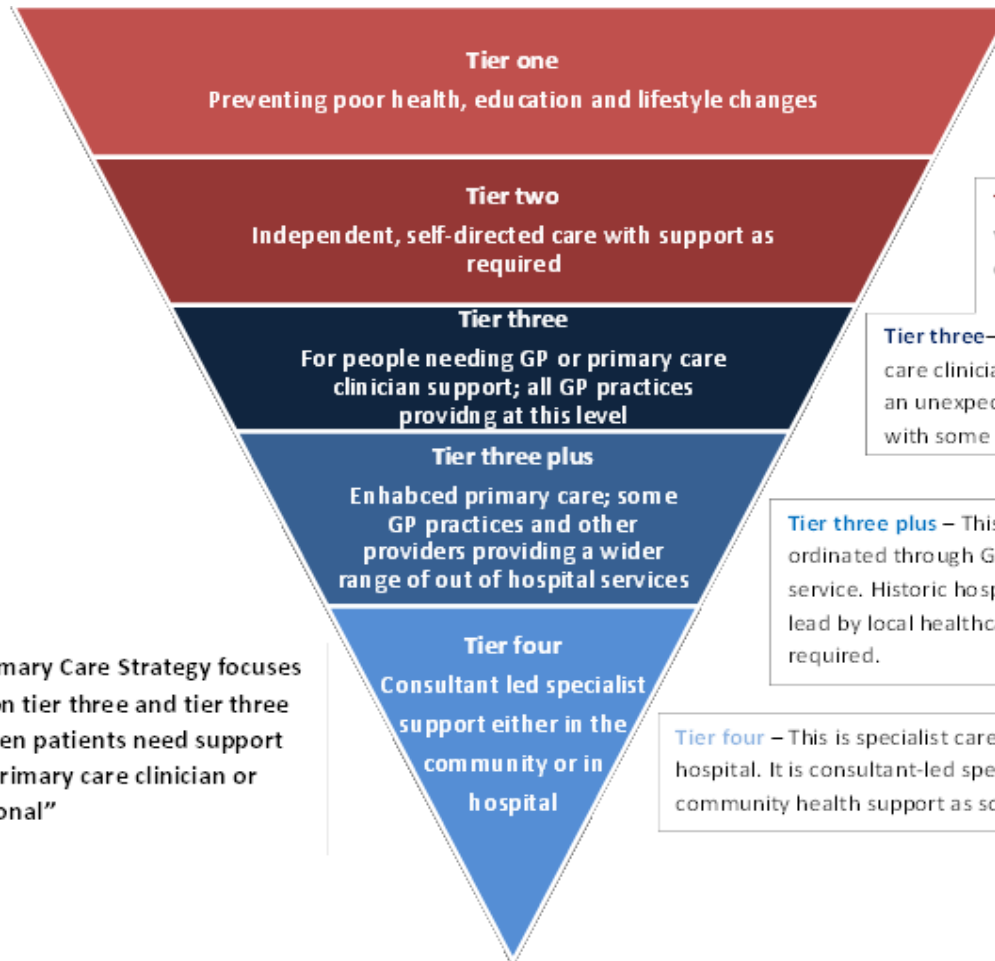 Tier one
Preventing poor health, education and lifestyle changes
Tier two
Independent, self-directed care with support as
required
Tier three
For people needing GP or primary care
clinician support; all GP practices
providng at this level
Tier three plus
Enhabced primary care; some
GP practices and other
providers providing a wider
range of out of hospital services
Tier four
Consultant led specialist
support either in the
community or in
hospital
Tier three–
care clinicia
an unexpec
with some
Tier three plus – This
ordinated through G
service. Historic hosp
lead by local healthca
required.
Tier four – This is specialist care
hospital. It is consultant-led spe
community health support as so
mary Care Strategy focuses
on tier three and tier three
en patients need support
primary care clinician or
onal”